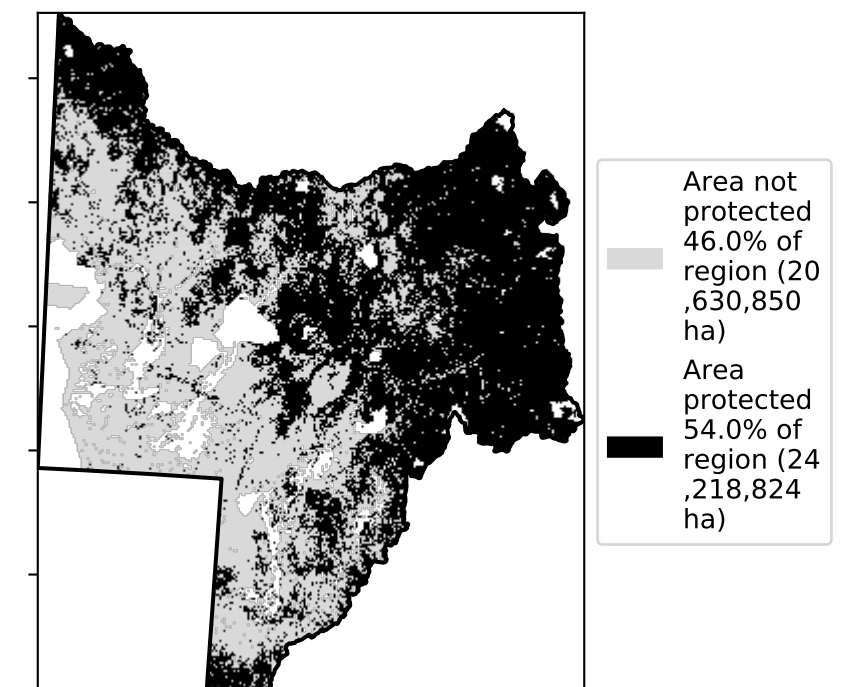 Area not
protected
46.0% of
region (20
,630,850
ha)
Area
protected
54.0% of
region (24
,218,824
ha)